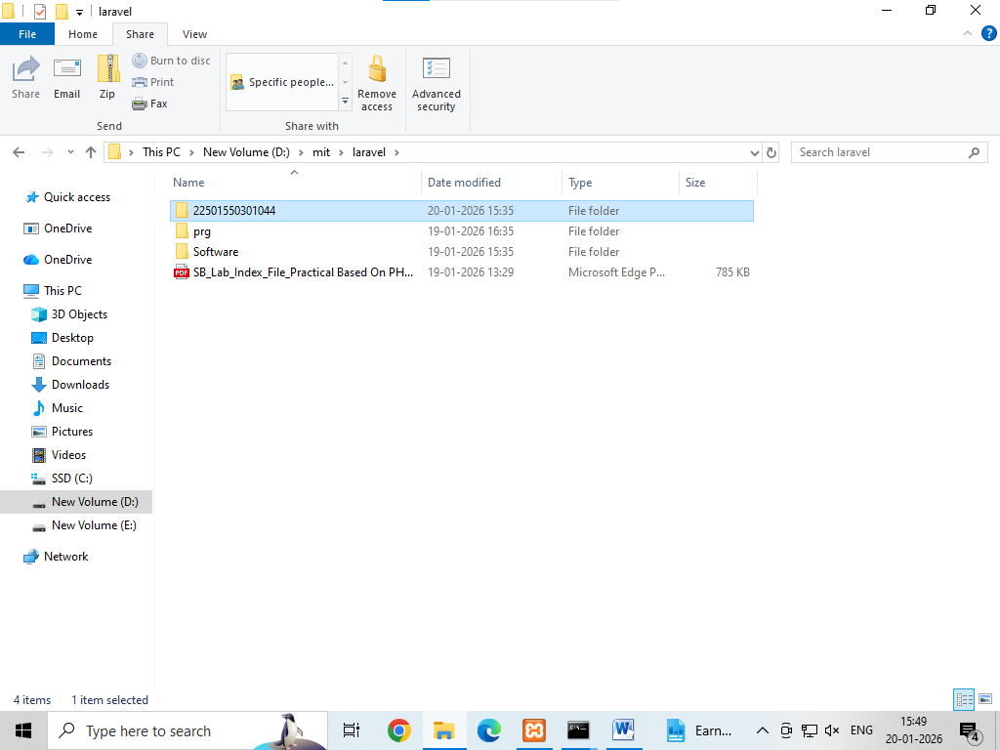 laravel
File Home Share View
Share Email Zip Burn to disc
Print
Fax
Send
Specific people...
Remove access
Share with
Advanced security
This PC New Volume (D:) mit laravel
Search laravel
Name Date modified Type Size
22501550301044 20-01-2026 15:35 File folder
prg 19-01-2026 16:35 File folder
Software 19-01-2026 15:35 File folder
PDF SB_Lab_Index_File_Practical Based On PH... 19-01-2026 13:29 Microsoft Edge P... 785 KB
Quick access
OneDrive
OneDrive
This PC
3D Objects
Desktop
Documents
Downloads
Music
Pictures
Videos
SSD (C:)
New Volume (D:)
New Volume (E:)
Network
4 items 1 item selected
Type here to search
Earn...
ENG
15:49
20-01-2026
4